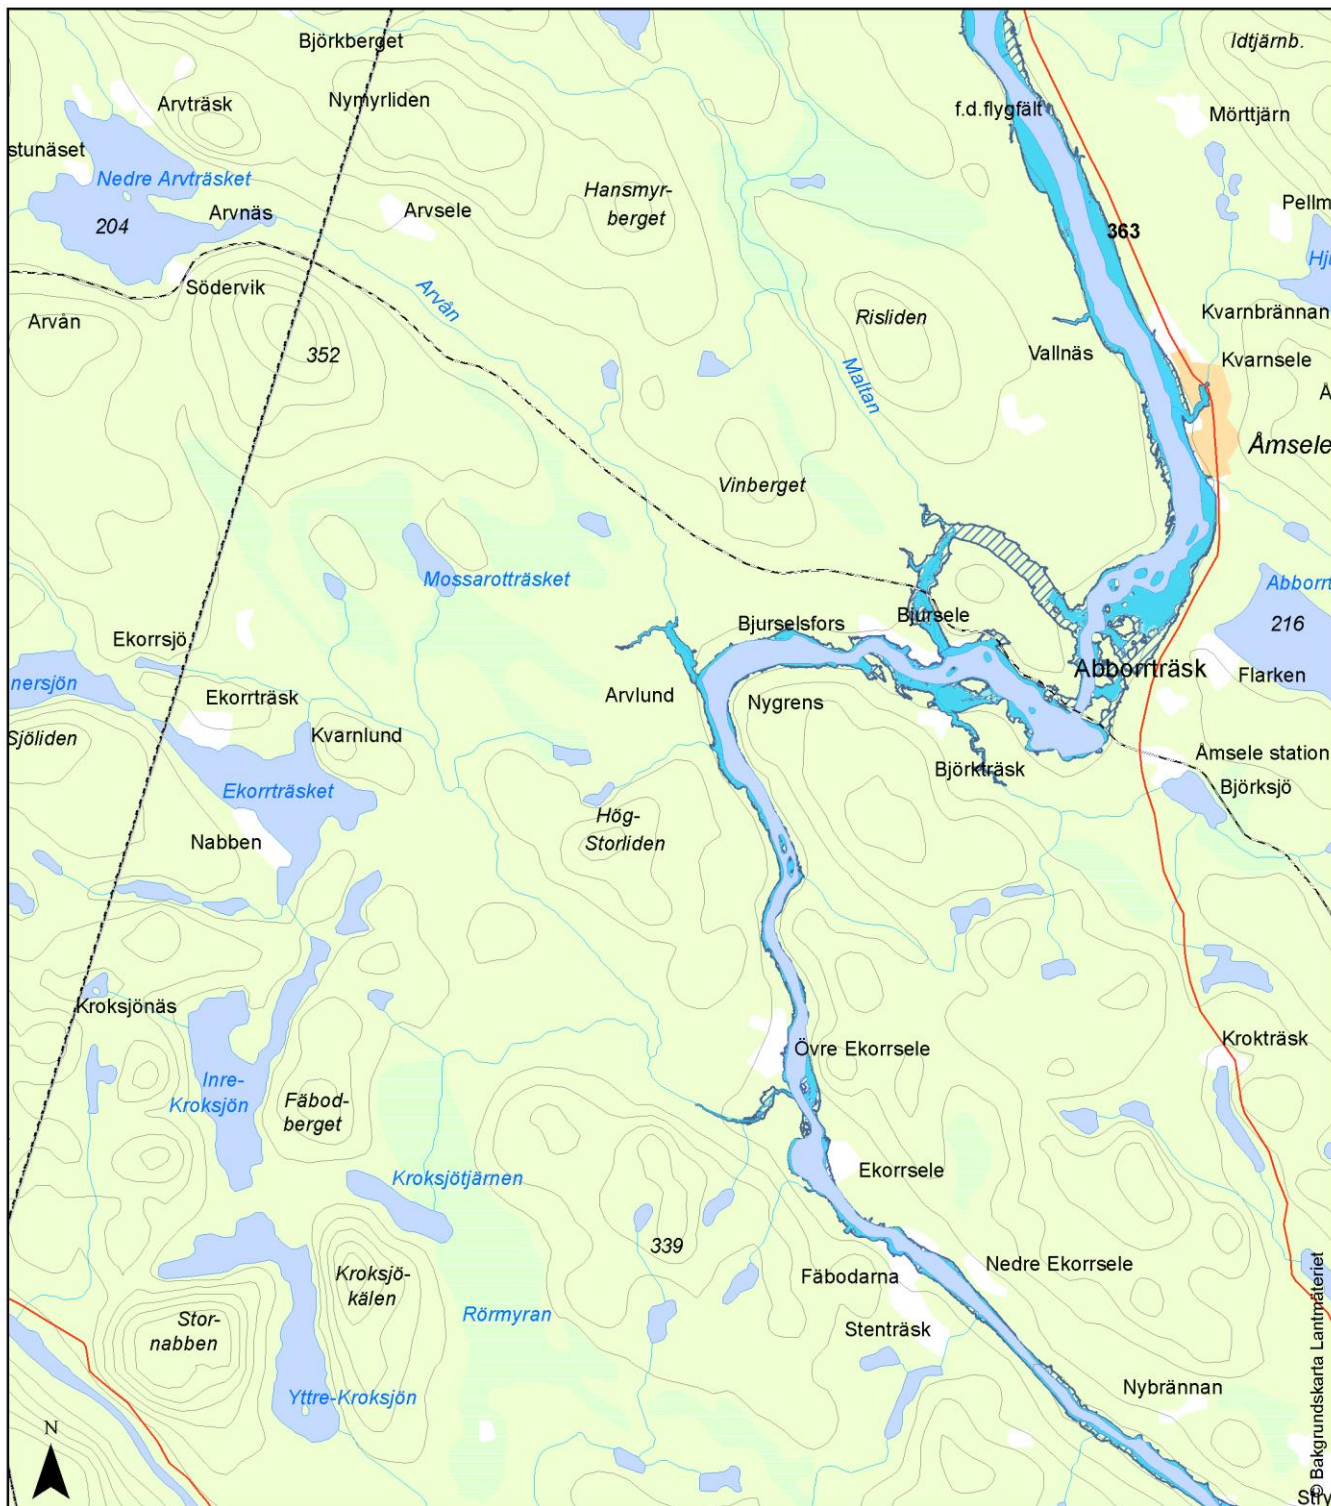 Björkberget
Idtjärnb.
Arvträsk
Nymyrliden
f.d.flygfält
Mörttjärn
stunäset
Nedre Arvträsket
Hansmyr-
berget
204
Arvnäs
Arvsele
Pellm
363
Södervik
Arvån
Risliden
Kvarnbrännan
Arvån
352
Vallnäs
Kvarnsele
Maltan
Åmsele
Vinberget
Mossarotträsket
Bjurselsfors
Bjursele
216
Ekorrsjö
nersjön
Ekorrträsk
Arvlund
Nygrens
Abborrträsk
Flarken
Sjöliden
Kvarnlund
Åmsele station
Björkträsk
Björksjö
Ekorrträsket
Nabben
Hög-
Storliden
Kroksjönäs
Övre Ekorrsele
Krokträsk
Inre-
Kroksjön
Fäbod-
berget
Kroksjötjärnen
Ekorrsele
339
Nedre Ekorrsele
Fäbodarna
Kroksjö-
kälen
Rörmyran
Stor-
nabben
Stenträsk
Yttre-Kroksjön
Nybrännan
N
© Bakgrundskarta Lantmäteriet